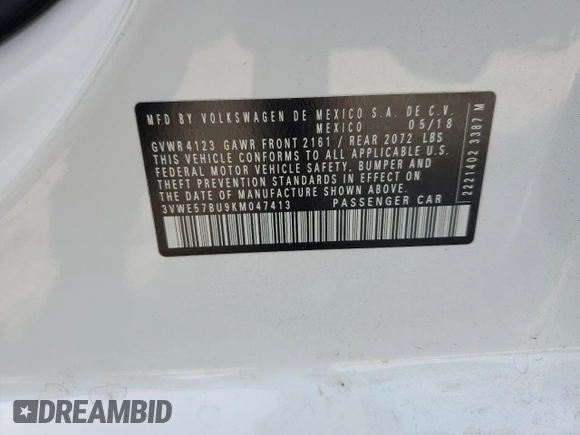 MFD BY VOLKSWAGEN DE MEXICO S.A. DE C.V.
MEXICO 05/18
GVWR 4123 GAWR FRONT 2161 / REAR 2072 LBS
THIS VEHICLE CONFORMS TO ALL APPLICABLE U.S.
FEDERAL MOTOR VEHICLE SAFETY, BUMPER AND
THEFT PREVENTION STANDARDS IN EFFECT ON
THE DATE OF MANUFACTURE SHOWN ABOVE.
3VWE57BU9KM047413 PASSENGER CAR
2221402 3387 M
DREAMBID